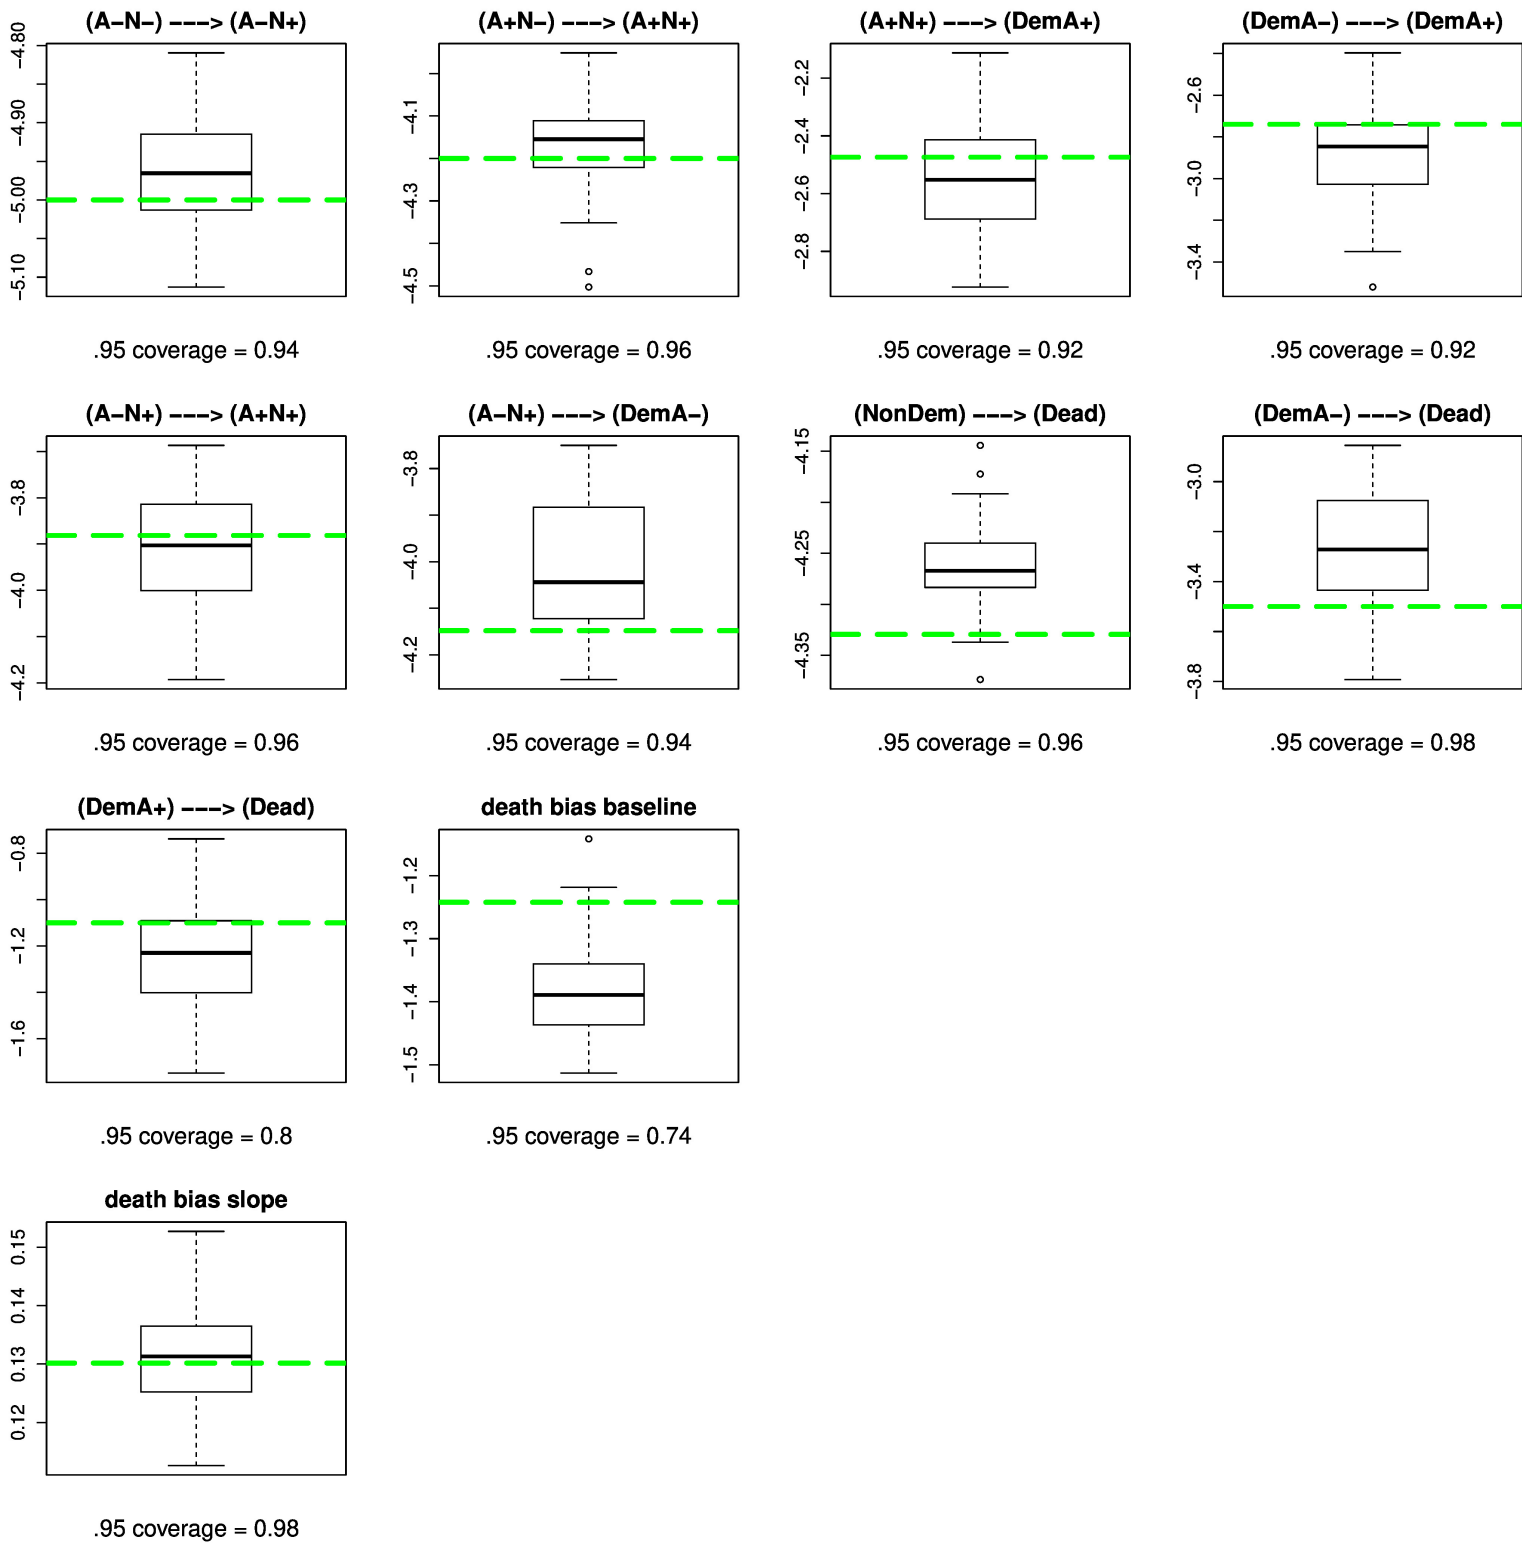 (A−N−) −−−> (A−N+)
−4.80
−4.90
−5.00
−5.10
.95 coverage = 0.94
(A+N−) −−−> (A+N+)
−4.1
−4.3
−4.5
.95 coverage = 0.96
(A+N+) −−−> (DemA+)
−2.2
−2.4
−2.6
−2.8
.95 coverage = 0.92
(DemA−) −−−> (DemA+)
−2.6
−3.0
−3.4
.95 coverage = 0.92
(A−N+) −−−> (A+N+)
−3.8
−4.0
−4.2
.95 coverage = 0.96
(A−N+) −−−> (DemA−)
−3.8
−4.0
−4.2
.95 coverage = 0.94
(NonDem) −−−> (Dead)
−4.15
−4.25
−4.35
.95 coverage = 0.96
(DemA−) −−−> (Dead)
−3.0
−3.4
−3.8
.95 coverage = 0.98
(DemA+) −−−> (Dead)
−0.8
−1.2
−1.6
.95 coverage = 0.8
death bias baseline
−1.2
−1.3
−1.4
−1.5
.95 coverage = 0.74
death bias slope
0.15
0.14
0.13
0.12
.95 coverage = 0.98